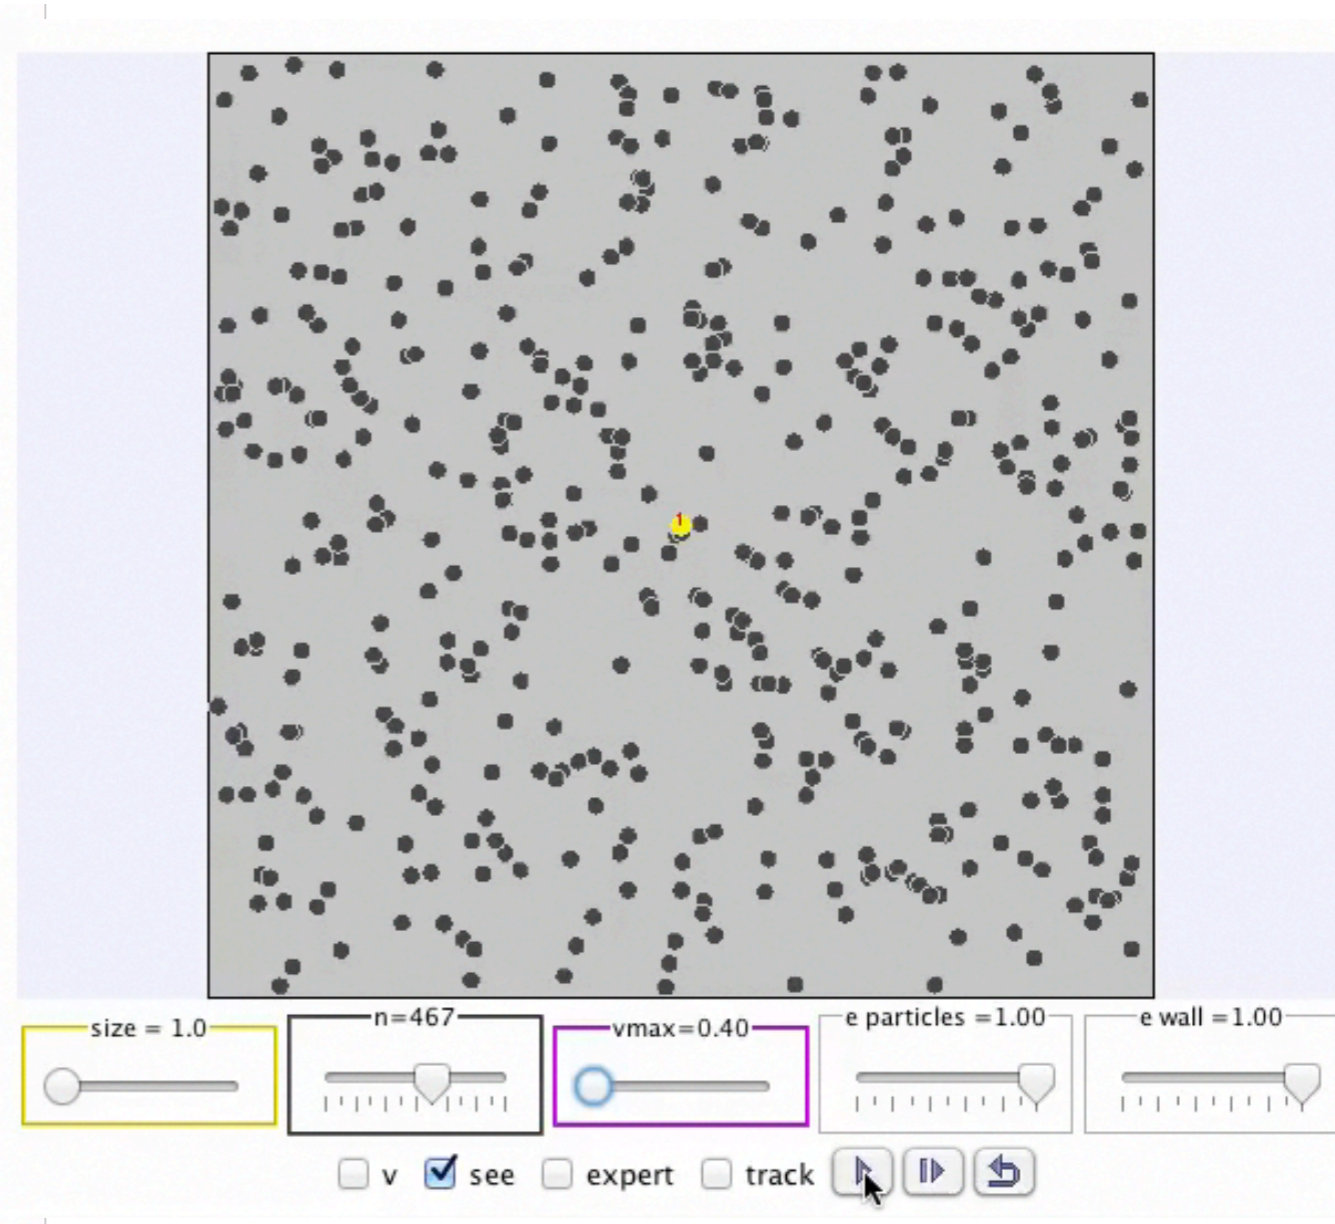 1
size = 1.0
n=467
vmax=0.40
e particles =1.00
e wall =1.00
v
see
expert
track